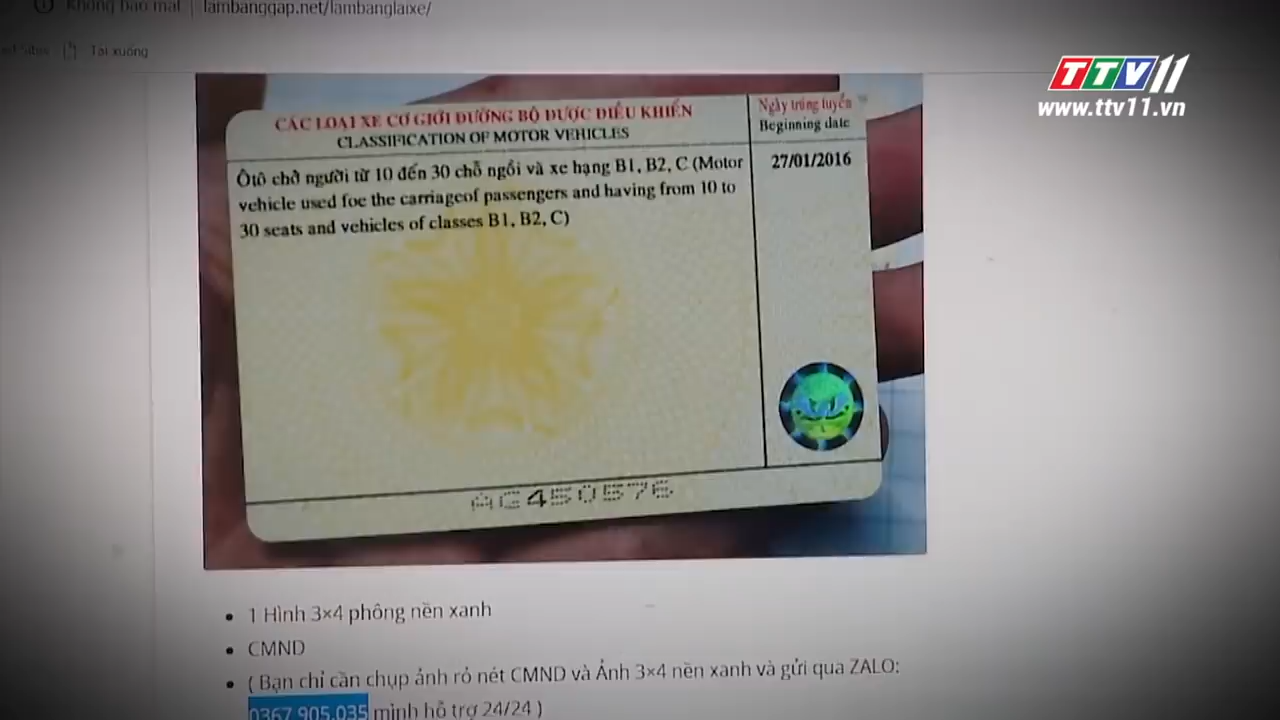 Không bảo mật | lambanggap.net/lambanglaixe/
Tải xuống
TTV11
www.ttv11.vn
CÁC LOẠI XE CƠ GIỚI ĐƯỜNG BỘ ĐƯỢC ĐIỀU KHIỂN
CLASSIFICATION OF MOTOR VEHICLES
Ngày trúng tuyển
Beginning date
Ôtô chở người từ 10 đến 30 chỗ ngồi và xe hạng B1, B2, C (Motor
vehicle used foe the carriageof passengers and having from 10 to
30 seats and vehicles of classes B1, B2, C)
27/01/2016
AG450576
• 1 Hình 3×4 phông nền xanh
• CMND
• ( Bạn chỉ cần chụp ảnh rỏ nét CMND và Ảnh 3×4 nền xanh và gửi qua ZALO:
0367.905.035 mình hỗ trợ 24/24 )